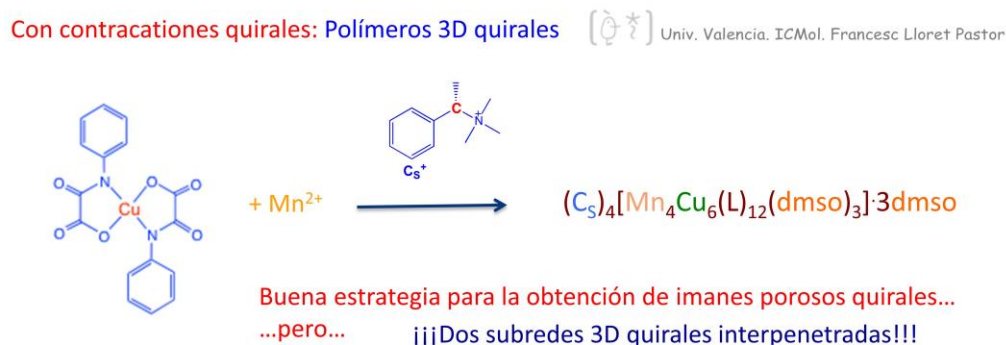 Con contracationes quirales: Polímeros 3D quirales
Univ. Valencia. ICMol. Francesc Lloret Pastor
C
N
+
Cₛ⁺
N
O
O
O
Cu
O
O
N
O
+ Mn²⁺
(Cₛ)₄[Mn₄Cu₆(L)₁₂(dmso)₃]·3dmso
Buena estrategia para la obtención de imanes porosos quirales...
...pero... ¡¡¡Dos subredes 3D quirales interpenetradas!!!